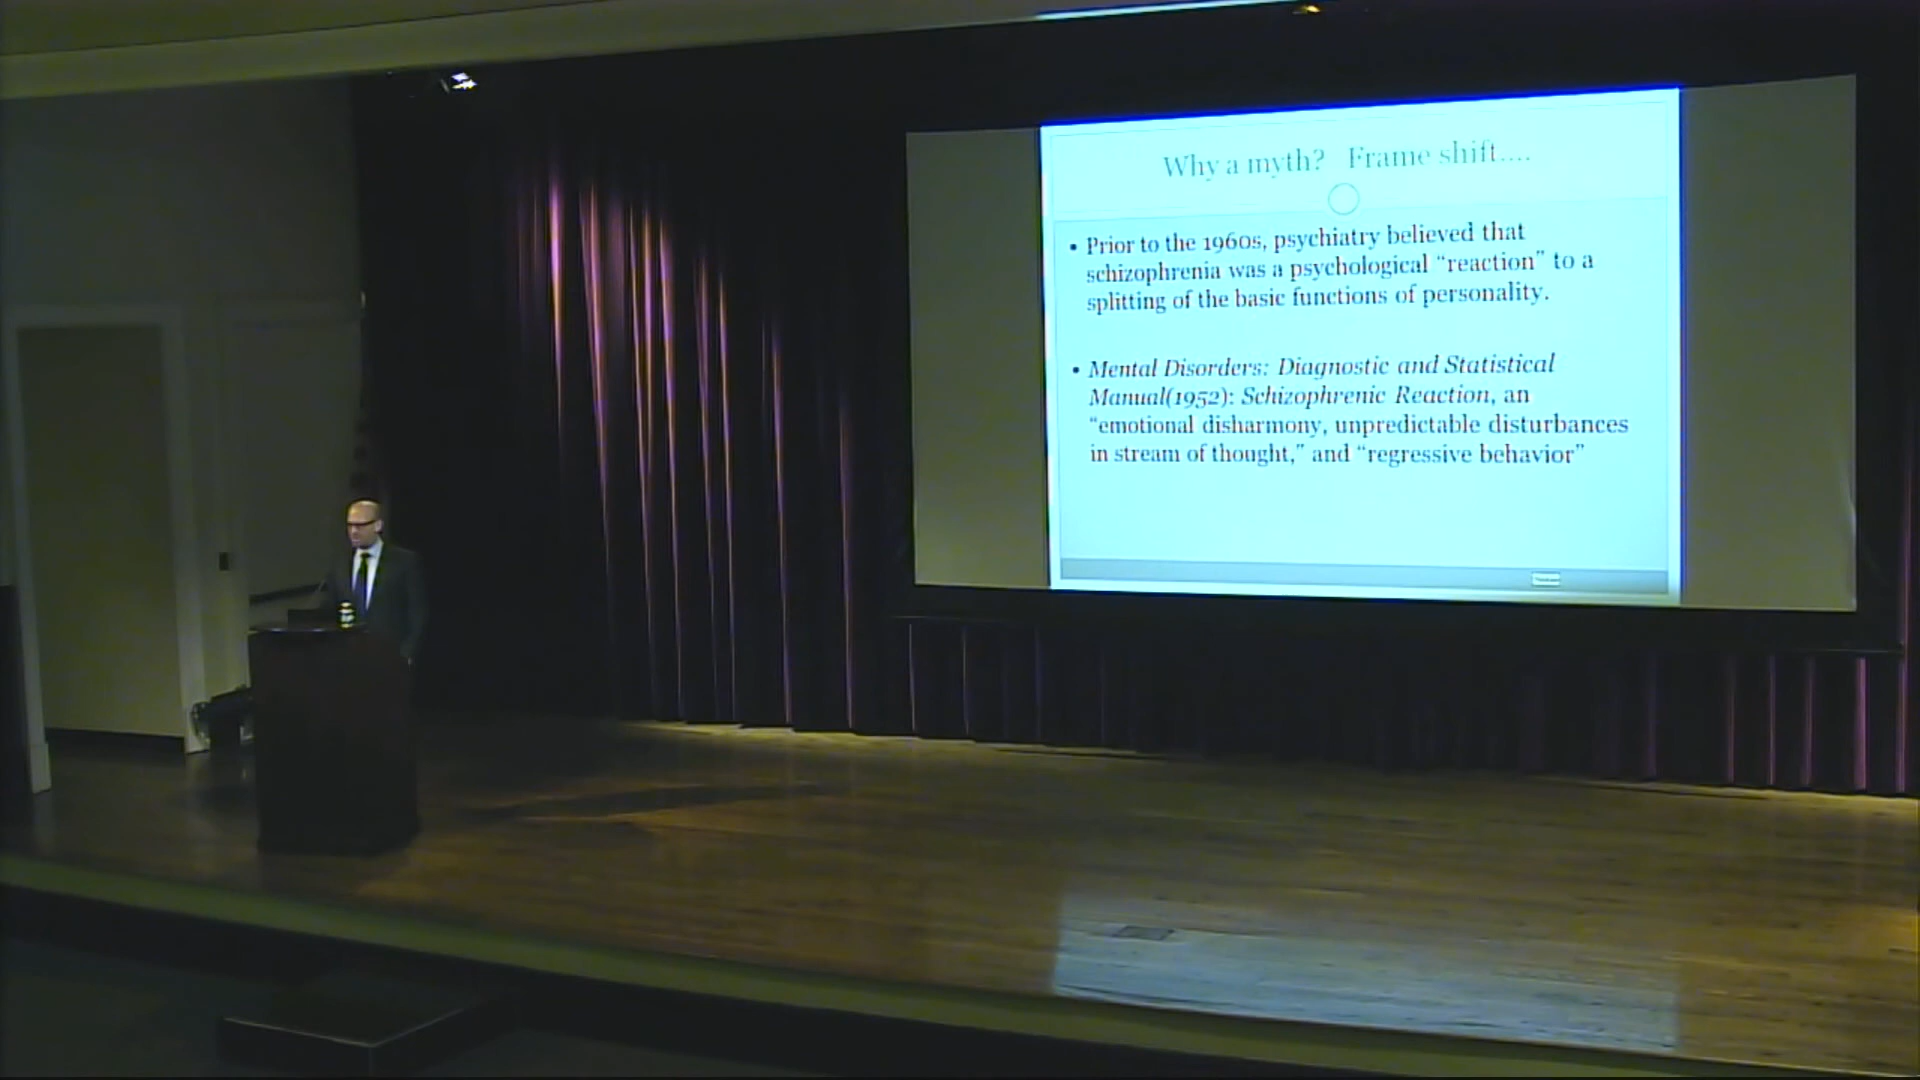 Why a myth? Frame shift....
• Prior to the 1960s, psychiatry believed that
schizophrenia was a psychological “reaction” to a
splitting of the basic functions of personality.
• Mental Disorders: Diagnostic and Statistical
Manual(1952): Schizophrenic Reaction, an
“emotional disharmony, unpredictable disturbances
in stream of thought,” and “regressive behavior”